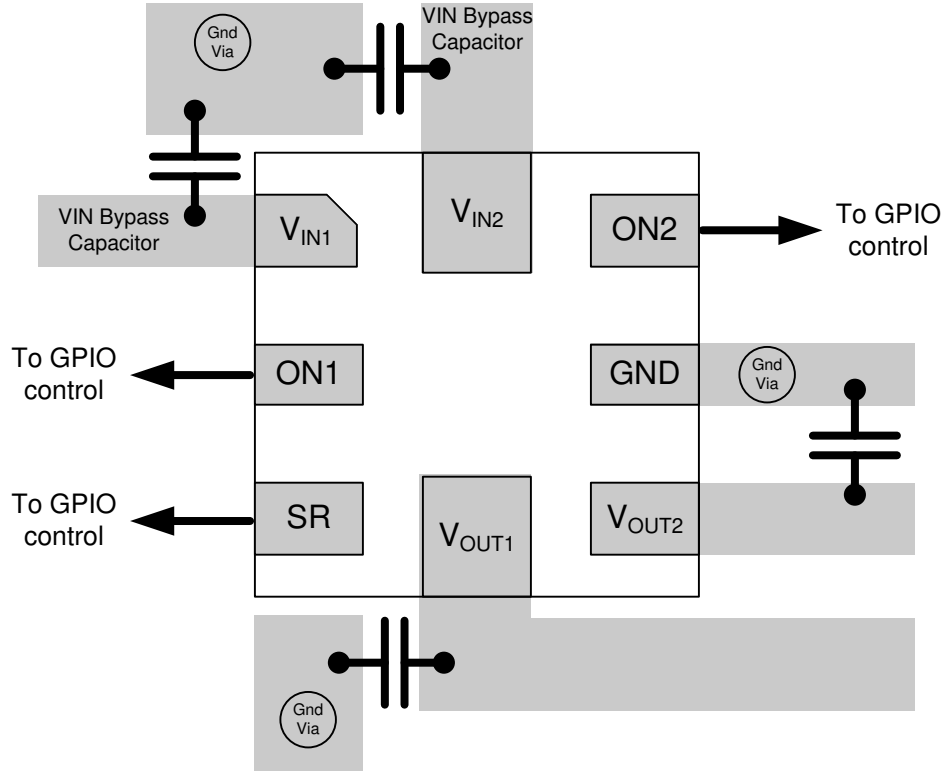 Gnd
Via
VIN Bypass
Capacitor
VIN Bypass
Capacitor
VIN1
VIN2
ON2
To GPIO
control
To GPIO
control
ON1
GND
Gnd
Via
To GPIO
control
SR
VOUT1
VOUT2
Gnd
Via